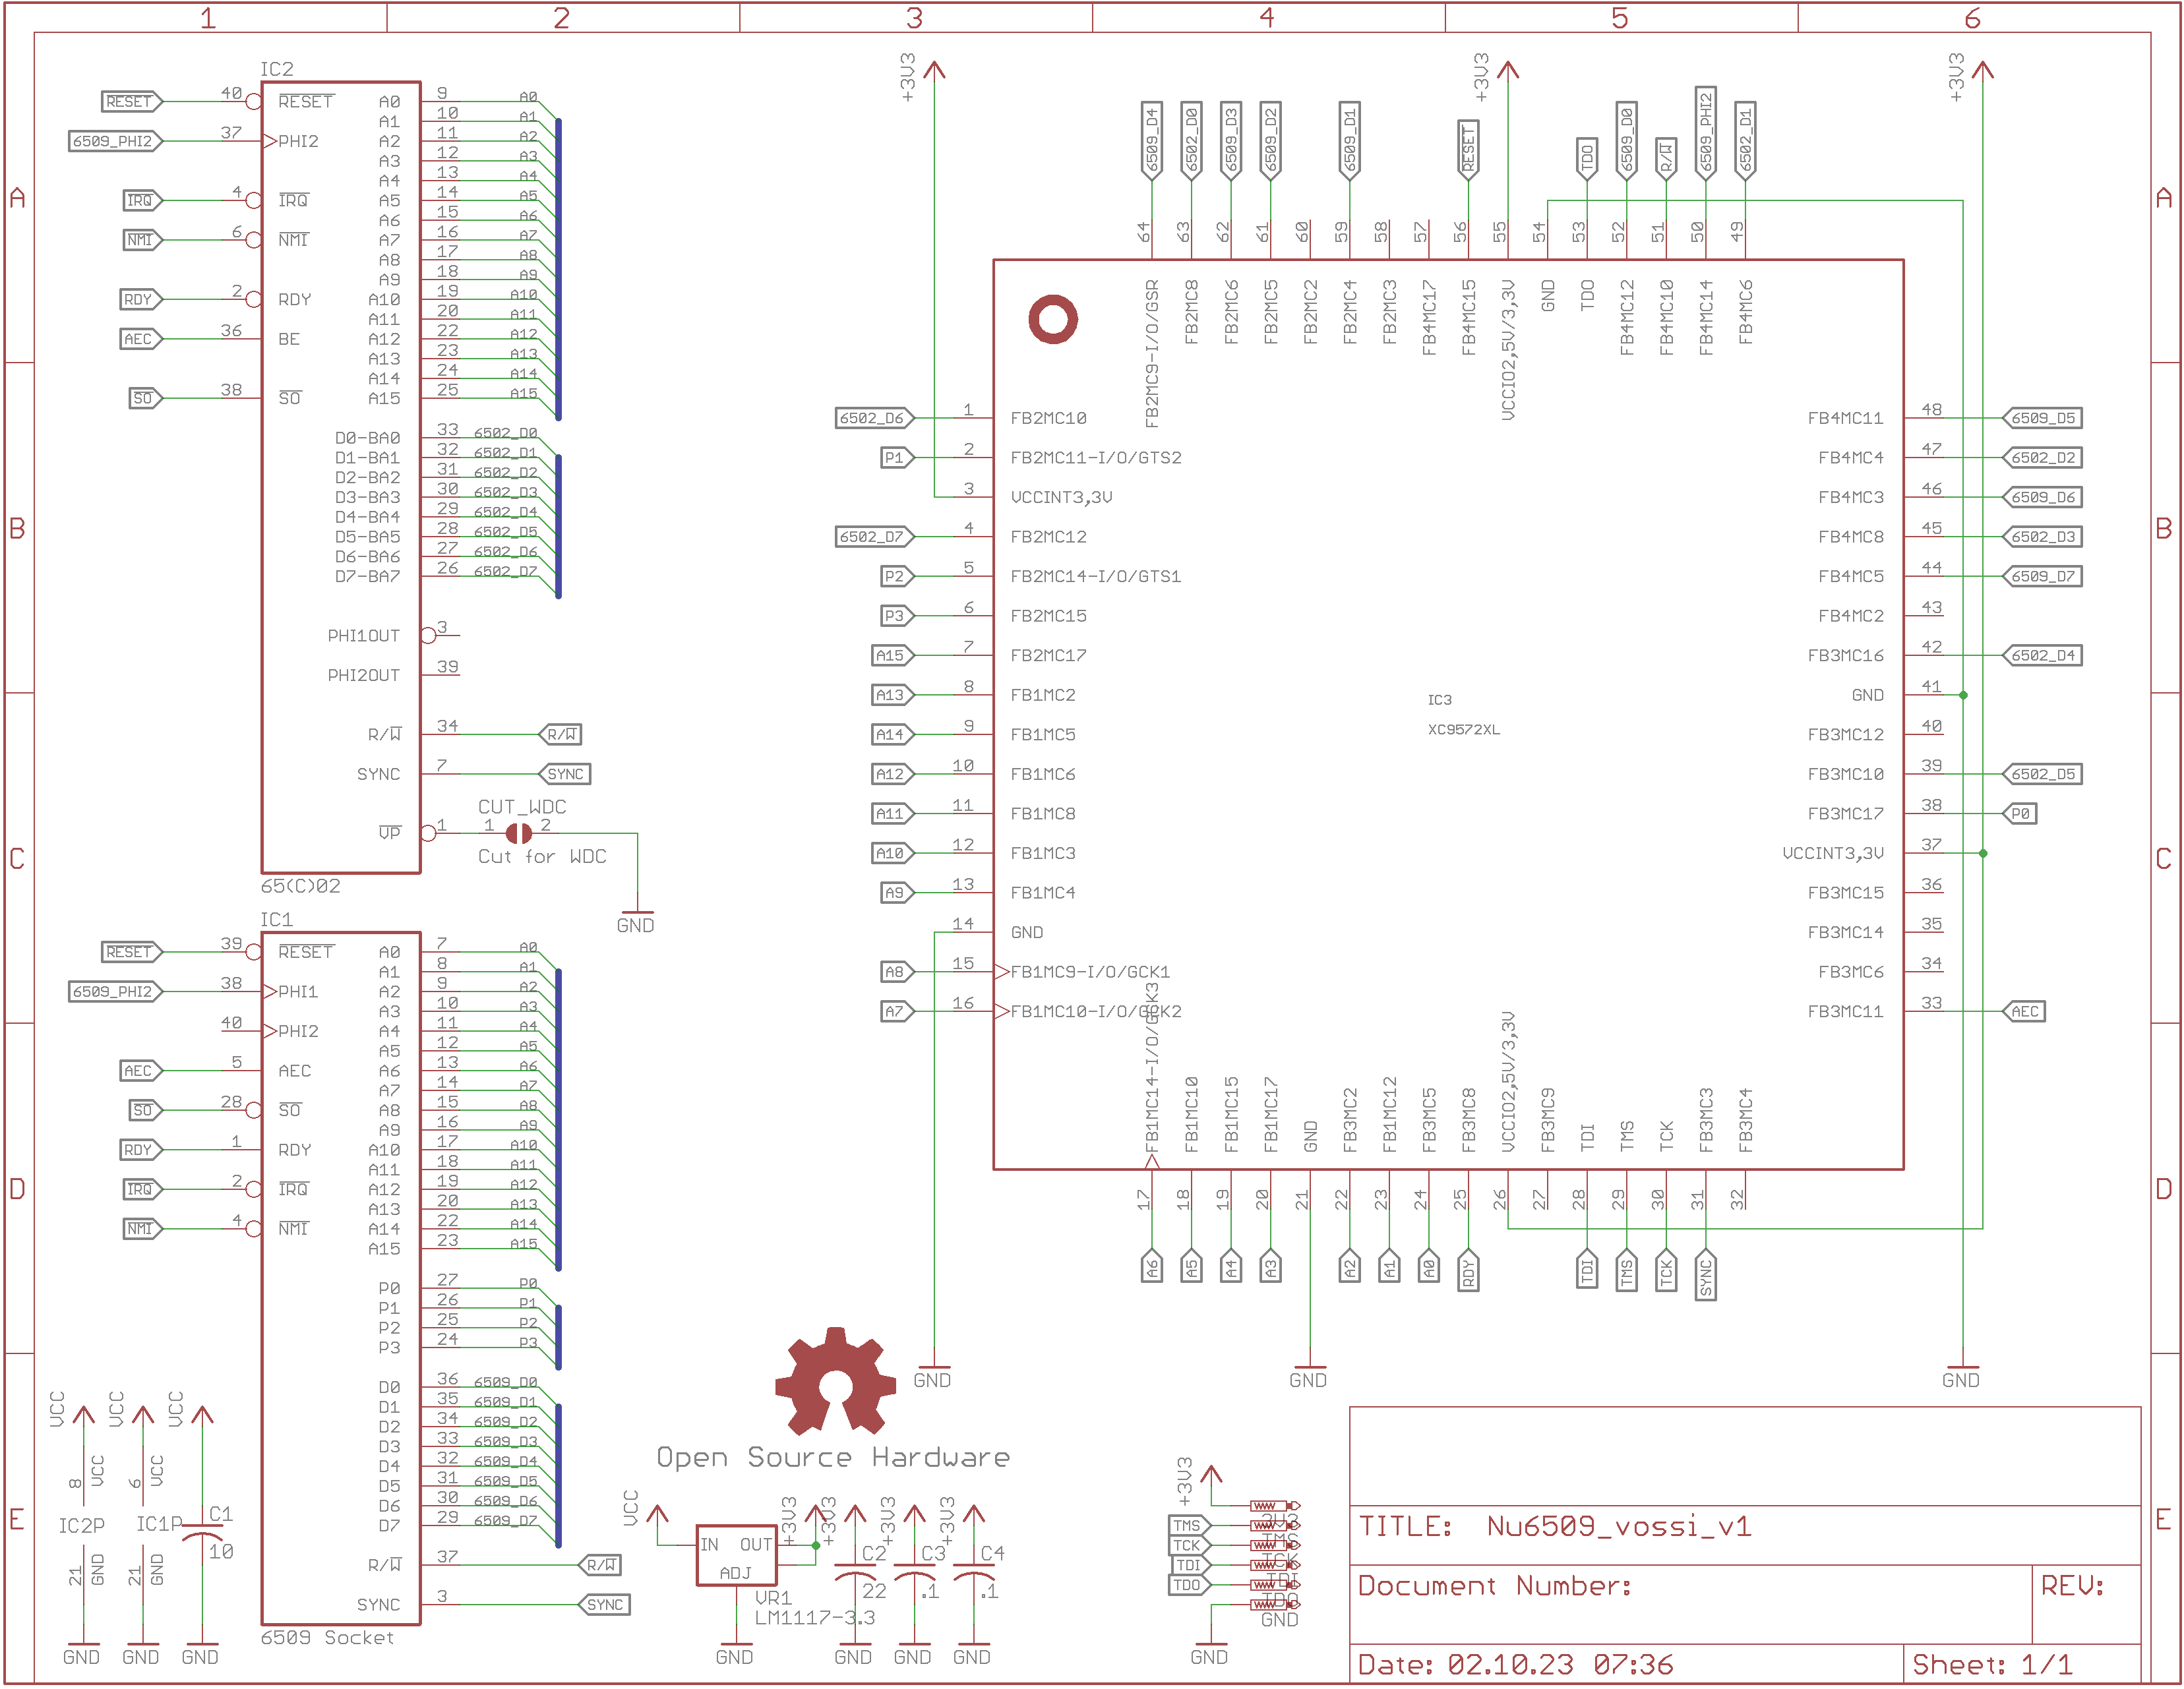 1 2 3 4 5 6
A
B
C
D
E
A
B
C
D
E
IC2
RESET 40 RESET
6509_PHI2 37 PHI2
IRQ 4 IRQ
NMI 6 NMI
RDY 2 RDY
AEC 36 BE
SO 38 SO
A0 9 A0
A1 10 A1
A2 11 A2
A3 12 A3
A4 13 A4
A5 14 A5
A6 15 A6
A7 16 A7
A8 17 A8
A9 18 A9
A10 19 A10
A11 20 A11
A12 22 A12
A13 23 A13
A14 24 A14
A15 25 A15
D0-BA0 33 6502_D0
D1-BA1 32 6502_D1
D2-BA2 31 6502_D2
D3-BA3 30 6502_D3
D4-BA4 29 6502_D4
D5-BA5 28 6502_D5
D6-BA6 27 6502_D6
D7-BA7 26 6502_D7
PHI1OUT 3
PHI2OUT 39
R/W 34 R/W
SYNC 7 SYNC
VP 1
CUT_WDC
1 2
Cut for WDC
GND
65(C)02
IC1
RESET 39 RESET
6509_PHI2 38 PHI1
40 PHI2
AEC 5 AEC
SO 28 SO
RDY 1 RDY
IRQ 2 IRQ
NMI 4 NMI
A0 7 A0
A1 8 A1
A2 9 A2
A3 10 A3
A4 11 A4
A5 12 A5
A6 13 A6
A7 14 A7
A8 15 A8
A9 16 A9
A10 17 A10
A11 18 A11
A12 19 A12
A13 20 A13
A14 22 A14
A15 23 A15
P0 27 P0
P1 26 P1
P2 25 P2
P3 24 P3
D0 36 6509_D0
D1 35 6509_D1
D2 34 6509_D2
D3 33 6509_D3
D4 32 6509_D4
D5 31 6509_D5
D6 30 6509_D6
D7 29 6509_D7
R/W 37 R/W
SYNC 3 SYNC
6509 Socket
VCC VCC VCC
8 VCC
6 VCC
IC2P IC1P C1
10
21 GND
21 GND
GND GND GND
+3V3 +3V3 +3V3
6509_D4 64 FB2MC9-I/O/GSR
6502_D0 63 FB2MC8
6509_D3 62 FB2MC6
6509_D2 61 FB2MC5
60 FB2MC2
6509_D1 59 FB2MC4
58 FB2MC3
57 FB4MC17
RESET 56 FB4MC15
55 VCCIO2,5V/3,3V
54 GND
TDO 53 TDO
6509_D0 52 FB4MC12
R/W 51 FB4MC10
6509_PHI2 50 FB4MC14
6502_D1 49 FB4MC6
6502_D6 1 FB2MC10
P1 2 FB2MC11-I/O/GTS2
3 VCCINT3,3V
6502_D7 4 FB2MC12
P2 5 FB2MC14-I/O/GTS1
P3 6 FB2MC15
A15 7 FB2MC17
A13 8 FB1MC2
A14 9 FB1MC5
A12 10 FB1MC6
A11 11 FB1MC8
A10 12 FB1MC3
A9 13 FB1MC4
14 GND
A8 15 FB1MC9-I/O/GCK1
A7 16 FB1MC10-I/O/GCK2
IC3
XC9572XL
FB4MC11 48 6509_D5
FB4MC4 47 6502_D2
FB4MC3 46 6509_D6
FB4MC8 45 6502_D3
FB4MC5 44 6509_D7
FB4MC2 43
FB3MC16 42 6502_D4
GND 41
FB3MC12 40
FB3MC10 39 6502_D5
FB3MC17 38 P0
VCCINT3,3V 37
FB3MC15 36
FB3MC14 35
FB3MC6 34
FB3MC11 33 AEC
FB1MC14-I/O/GCK3 17 A6
FB1MC10 18 A5
FB1MC15 19 A4
FB1MC17 20 A3
GND 21
FB3MC2 22 A2
FB1MC12 23 A1
FB3MC5 24 A0
FB3MC8 25 RDY
VCCIO2,5V/3,3V 26
FB3MC9 27
TDI 28 TDI
TMS 29 TMS
TCK 30 TCK
FB3MC3 31 SYNC
FB3MC4 32
GND GND GND
Open Source Hardware
VCC
IN OUT
ADJ
VR1
LM1117-3.3
+3V3 +3V3 +3V3 +3V3
C2 C3 C4
22 .1 .1
GND GND GND GND
+3V3
TMS
TCK TMS
TDI TCK
TDO TDI
TDO
GND
GND
TITLE: Nu6509_vossi_v1
Document Number: REV:
Date: 02.10.23 07:36 Sheet: 1/1
1 2 3 4 5 6